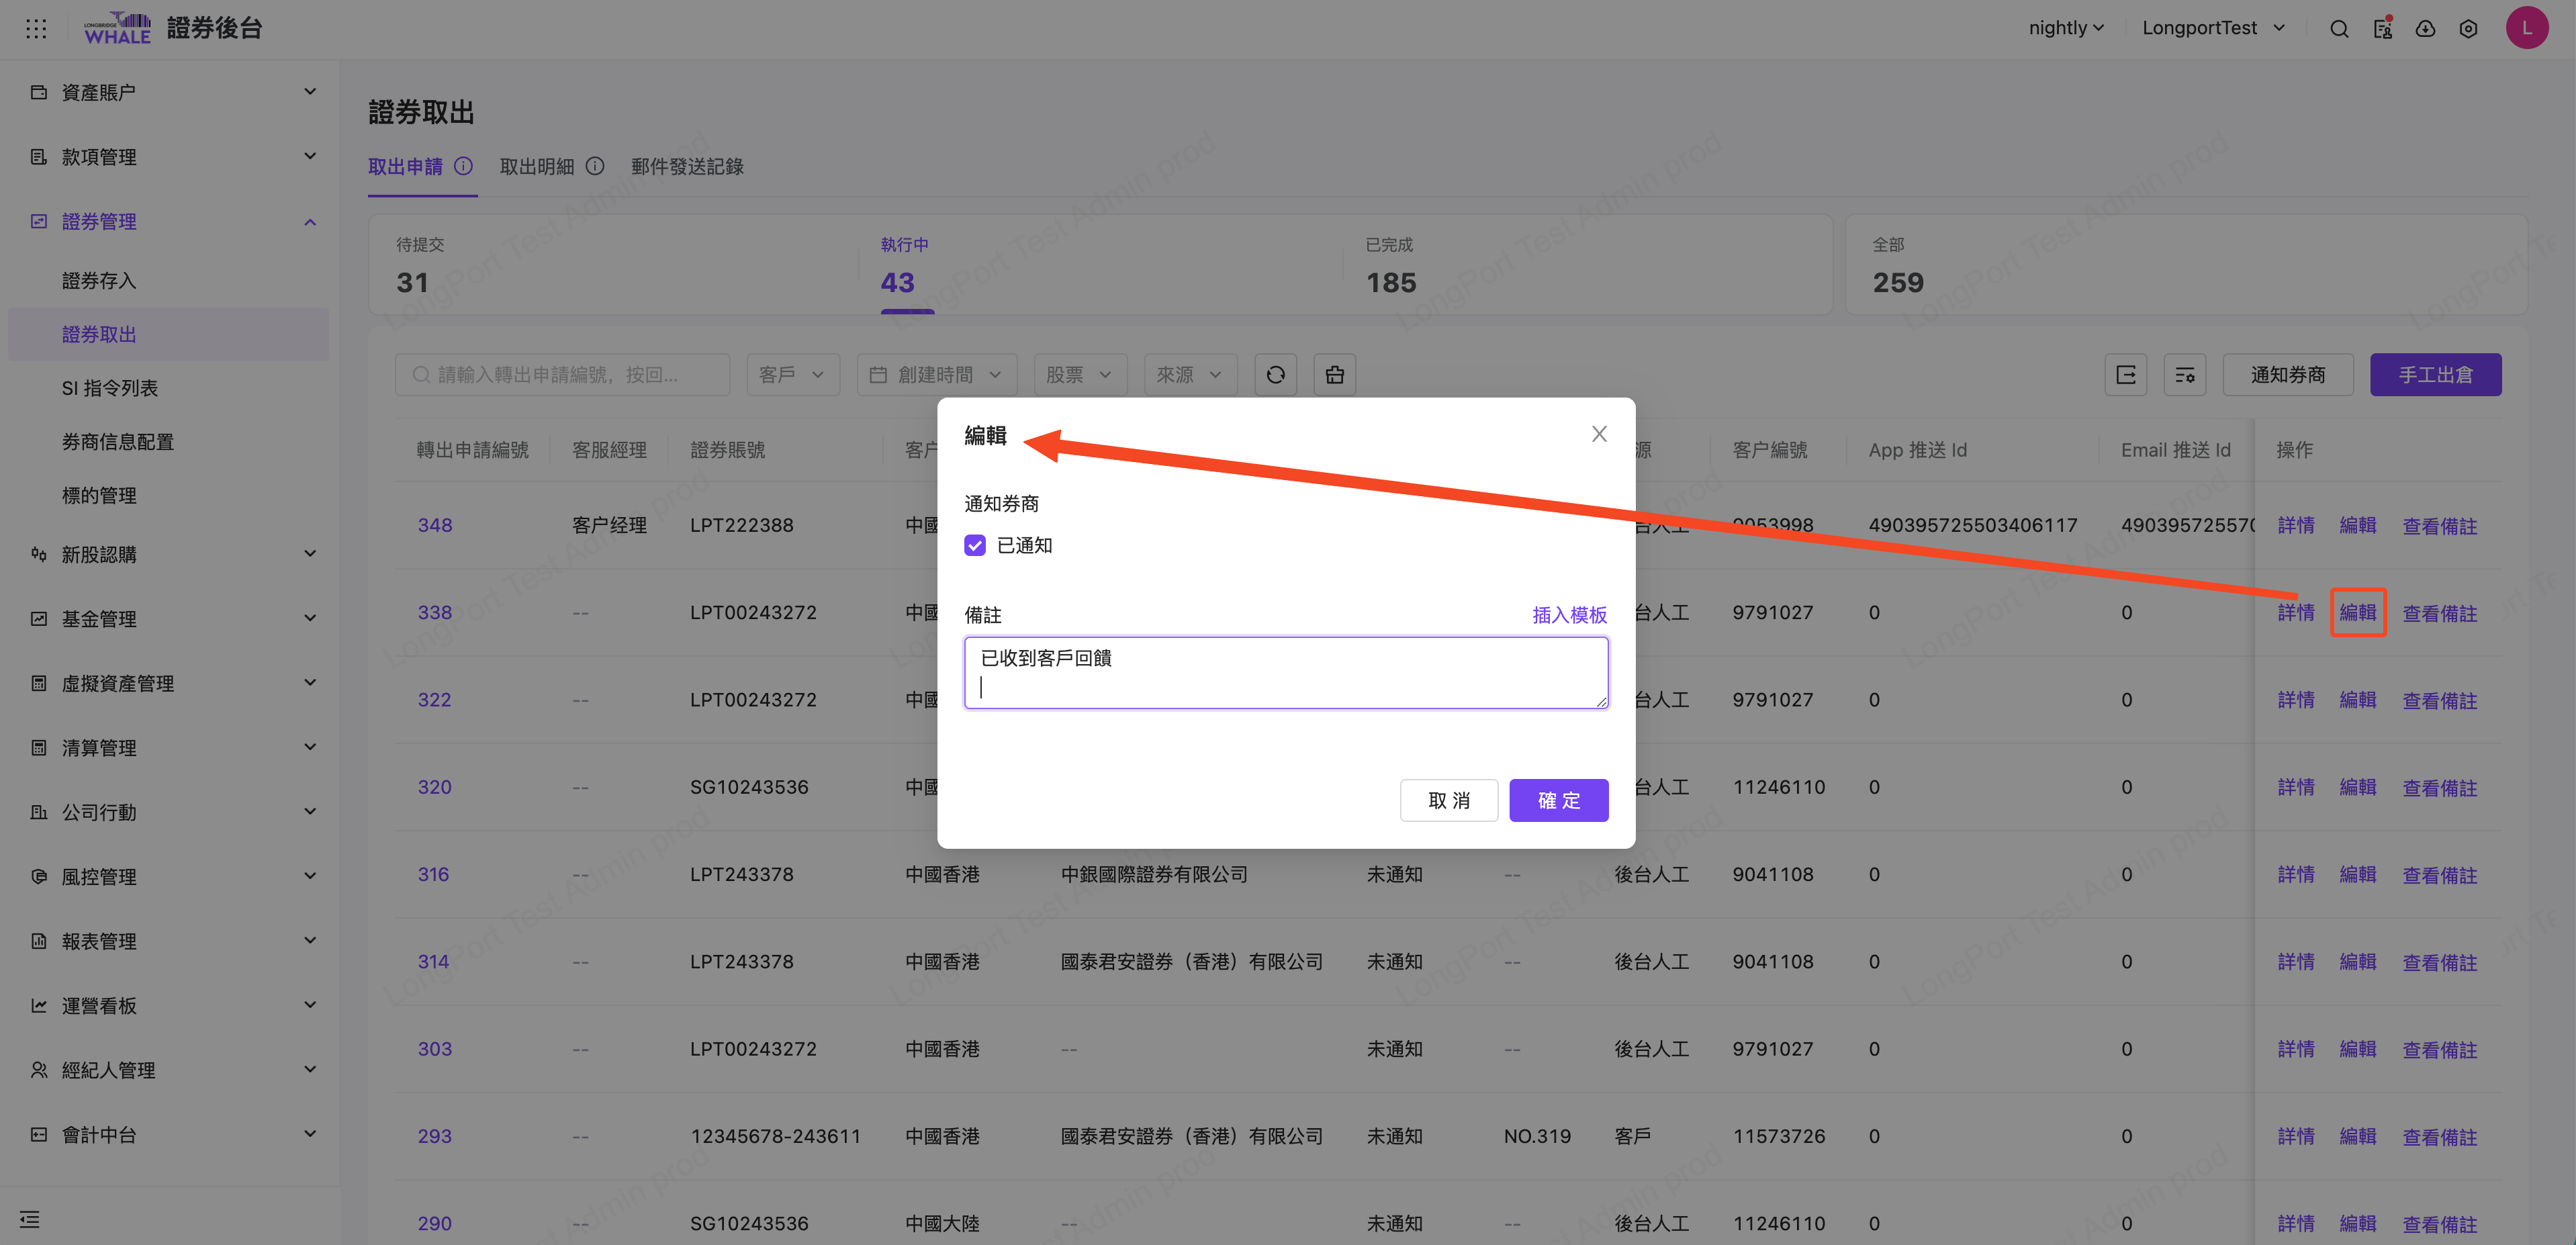 LONGBRIDGE
WHALE
證券後台
nightly
LongportTest
L
資產賬戶
款項管理
證券管理
證券存入
證券取出
SI 指令列表
券商信息配置
標的管理
新股認購
基金管理
虛擬資產管理
清算管理
公司行動
風控管理
報表管理
運營看板
經紀人管理
會計中台
證券取出
取出申請 取出明細 郵件發送記錄
待提交 執行中 已完成 全部
31 43 185 259
請輸入轉出申請編號，按回... 客戶 創建時間 股票 來源 通知券商 手工出倉
轉出申請編號 客服經理 證券賬號 客戶 源 客户編號 App 推送 Id Email 推送 Id 操作
348 客户经理 LPT222388 中國 台人工 9053998 490395725503406117 49039572557 詳情 編輯 查看備註
338 -- LPT00243272 中國 台人工 9791027 0 0 詳情 編輯 查看備註
322 -- LPT00243272 中國 台人工 9791027 0 0 詳情 編輯 查看備註
320 -- SG10243536 中國 台人工 11246110 0 0 詳情 編輯 查看備註
316 -- LPT243378 中國香港 中銀國際證券有限公司 未通知 -- 後台人工 9041108 0 0 詳情 編輯 查看備註
314 -- LPT243378 中國香港 國泰君安證券（香港）有限公司 未通知 -- 後台人工 9041108 0 0 詳情 編輯 查看備註
303 -- LPT00243272 中國香港 -- 未通知 -- 後台人工 9791027 0 0 詳情 編輯 查看備註
293 -- 12345678-243611 中國香港 國泰君安證券（香港）有限公司 未通知 NO.319 客戶 11573726 0 0 詳情 編輯 查看備註
290 -- SG10243536 中國大陸 -- 未通知 -- 後台人工 11246110 0 0 詳情 編輯 查看備註
編輯
通知券商
已通知
備註 插入模板
已收到客戶回饋
取消 確定
LongPort Test Admin prod